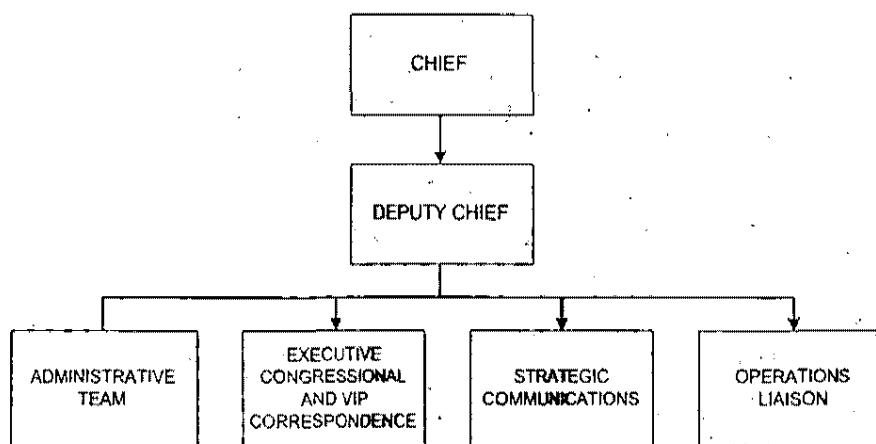 CHIEF
DEPUTY CHIEF
ADMINISTRATIVE
TEAM
EXECUTIVE
CONGRESSIONAL
AND VIP
CORRESPONDENCE
STRATEGIC
COMMUNICATIONS
OPERATIONS
LIAISON